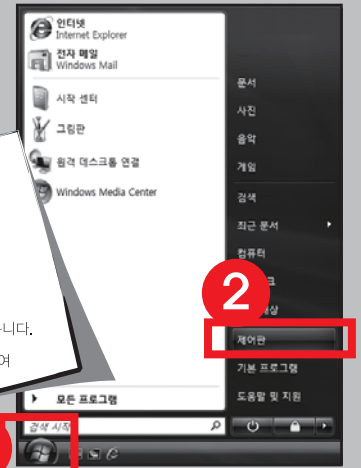 인터넷
Internet Explorer
전자 메일
Windows Mail
시작 센터
그림판
원격 데스크톱 연결
Windows Media Center
니다.
여
모든 프로그램
검색 시작
문서
사진
음악
게임
검색
최근 문서
컴퓨터
2
제어판
기본 프로그램
도움말 및 지원